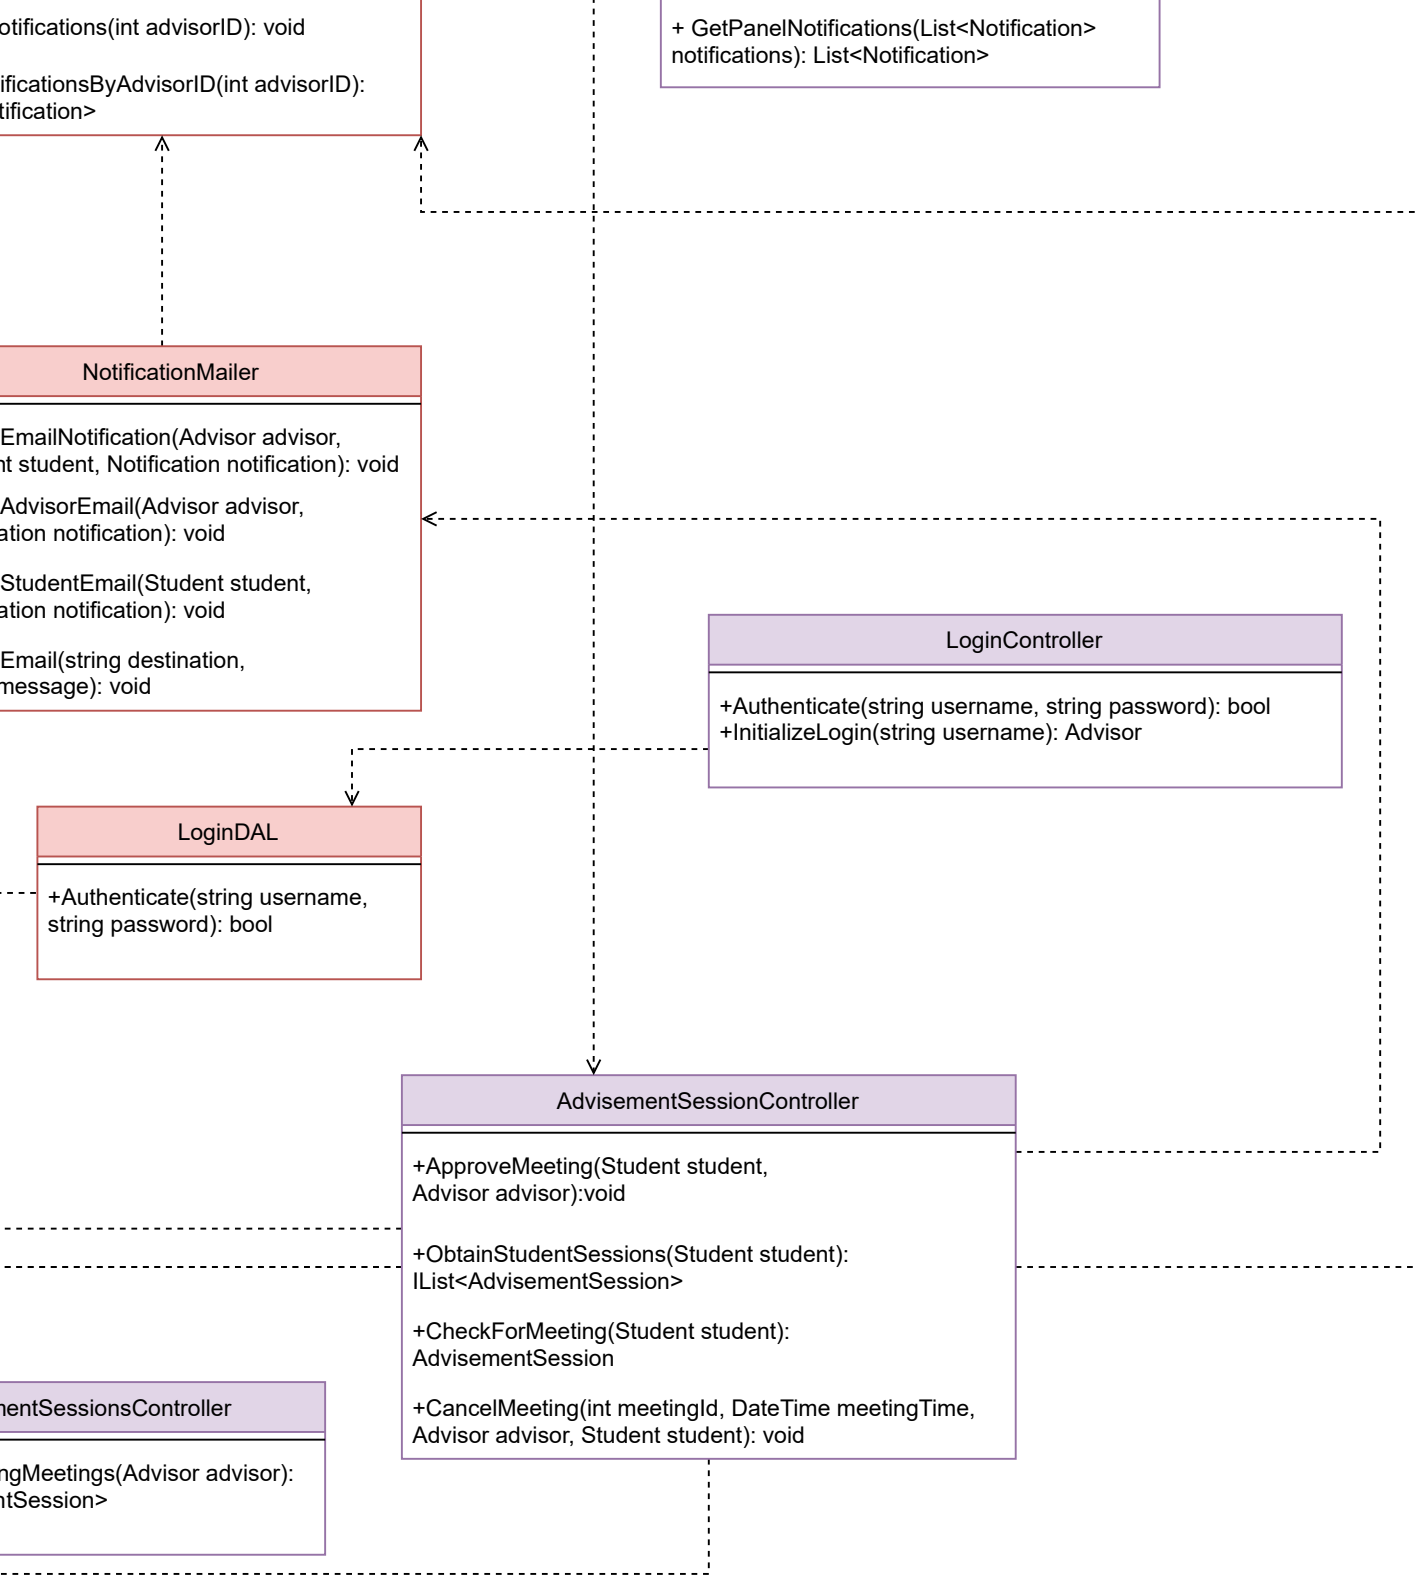 otifications(int advisorID): void
ificationsByAdvisorID(int advisorID):
tification>
+ GetPanelNotifications(List<Notification>
notifications): List<Notification>
NotificationMailer
EmailNotification(Advisor advisor,
nt student, Notification notification): void
AdvisorEmail(Advisor advisor,
ation notification): void
StudentEmail(Student student,
ation notification): void
Email(string destination,
message): void
LoginController
+Authenticate(string username, string password): bool
+InitializeLogin(string username): Advisor
LoginDAL
+Authenticate(string username,
string password): bool
AdvisementSessionController
+ApproveMeeting(Student student,
Advisor advisor):void
+ObtainStudentSessions(Student student):
IList<AdvisementSession>
+CheckForMeeting(Student student):
AdvisementSession
+CancelMeeting(int meetingId, DateTime meetingTime,
Advisor advisor, Student student): void
mentSessionsController
ngMeetings(Advisor advisor):
ntSession>